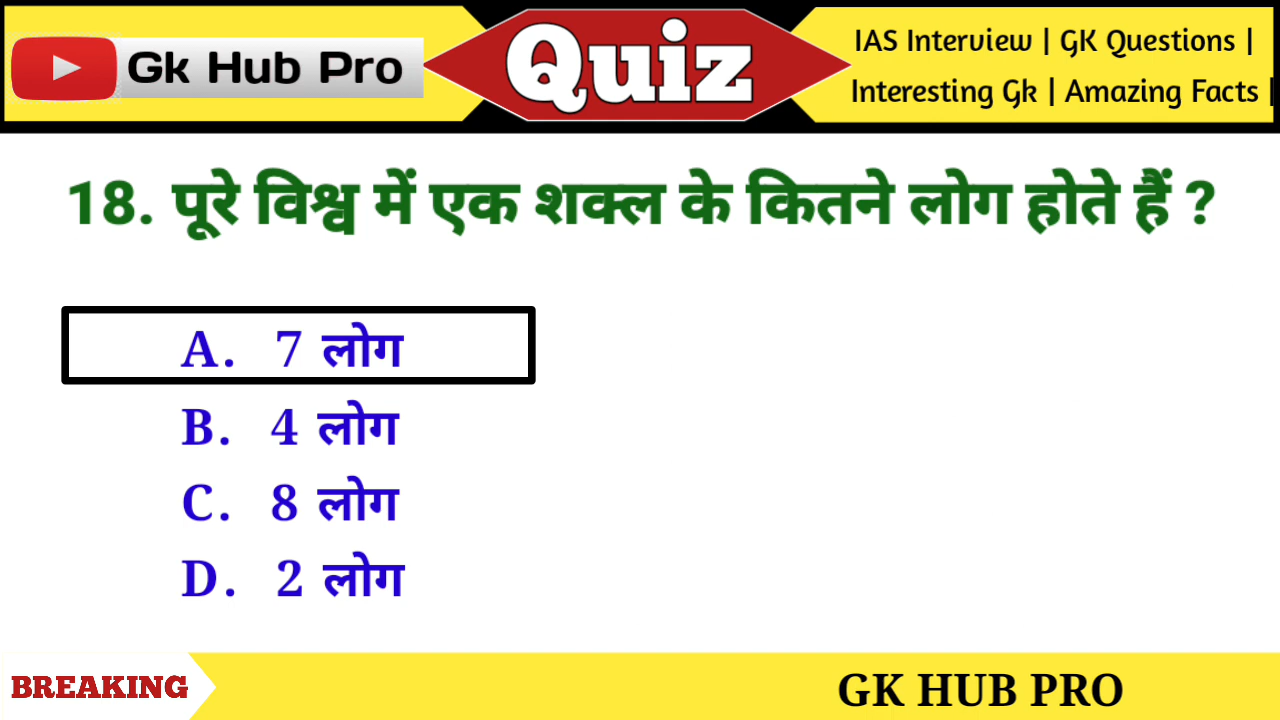 Gk Hub Pro
Quiz
IAS Interview | GK Questions |
Interesting Gk | Amazing Facts |
18. पूरे विश्व में एक शक्ल के कितने लोग होते हैं ?
A. 7 लोग
B. 4 लोग
C. 8 लोग
D. 2 लोग
BREAKING
GK HUB PRO